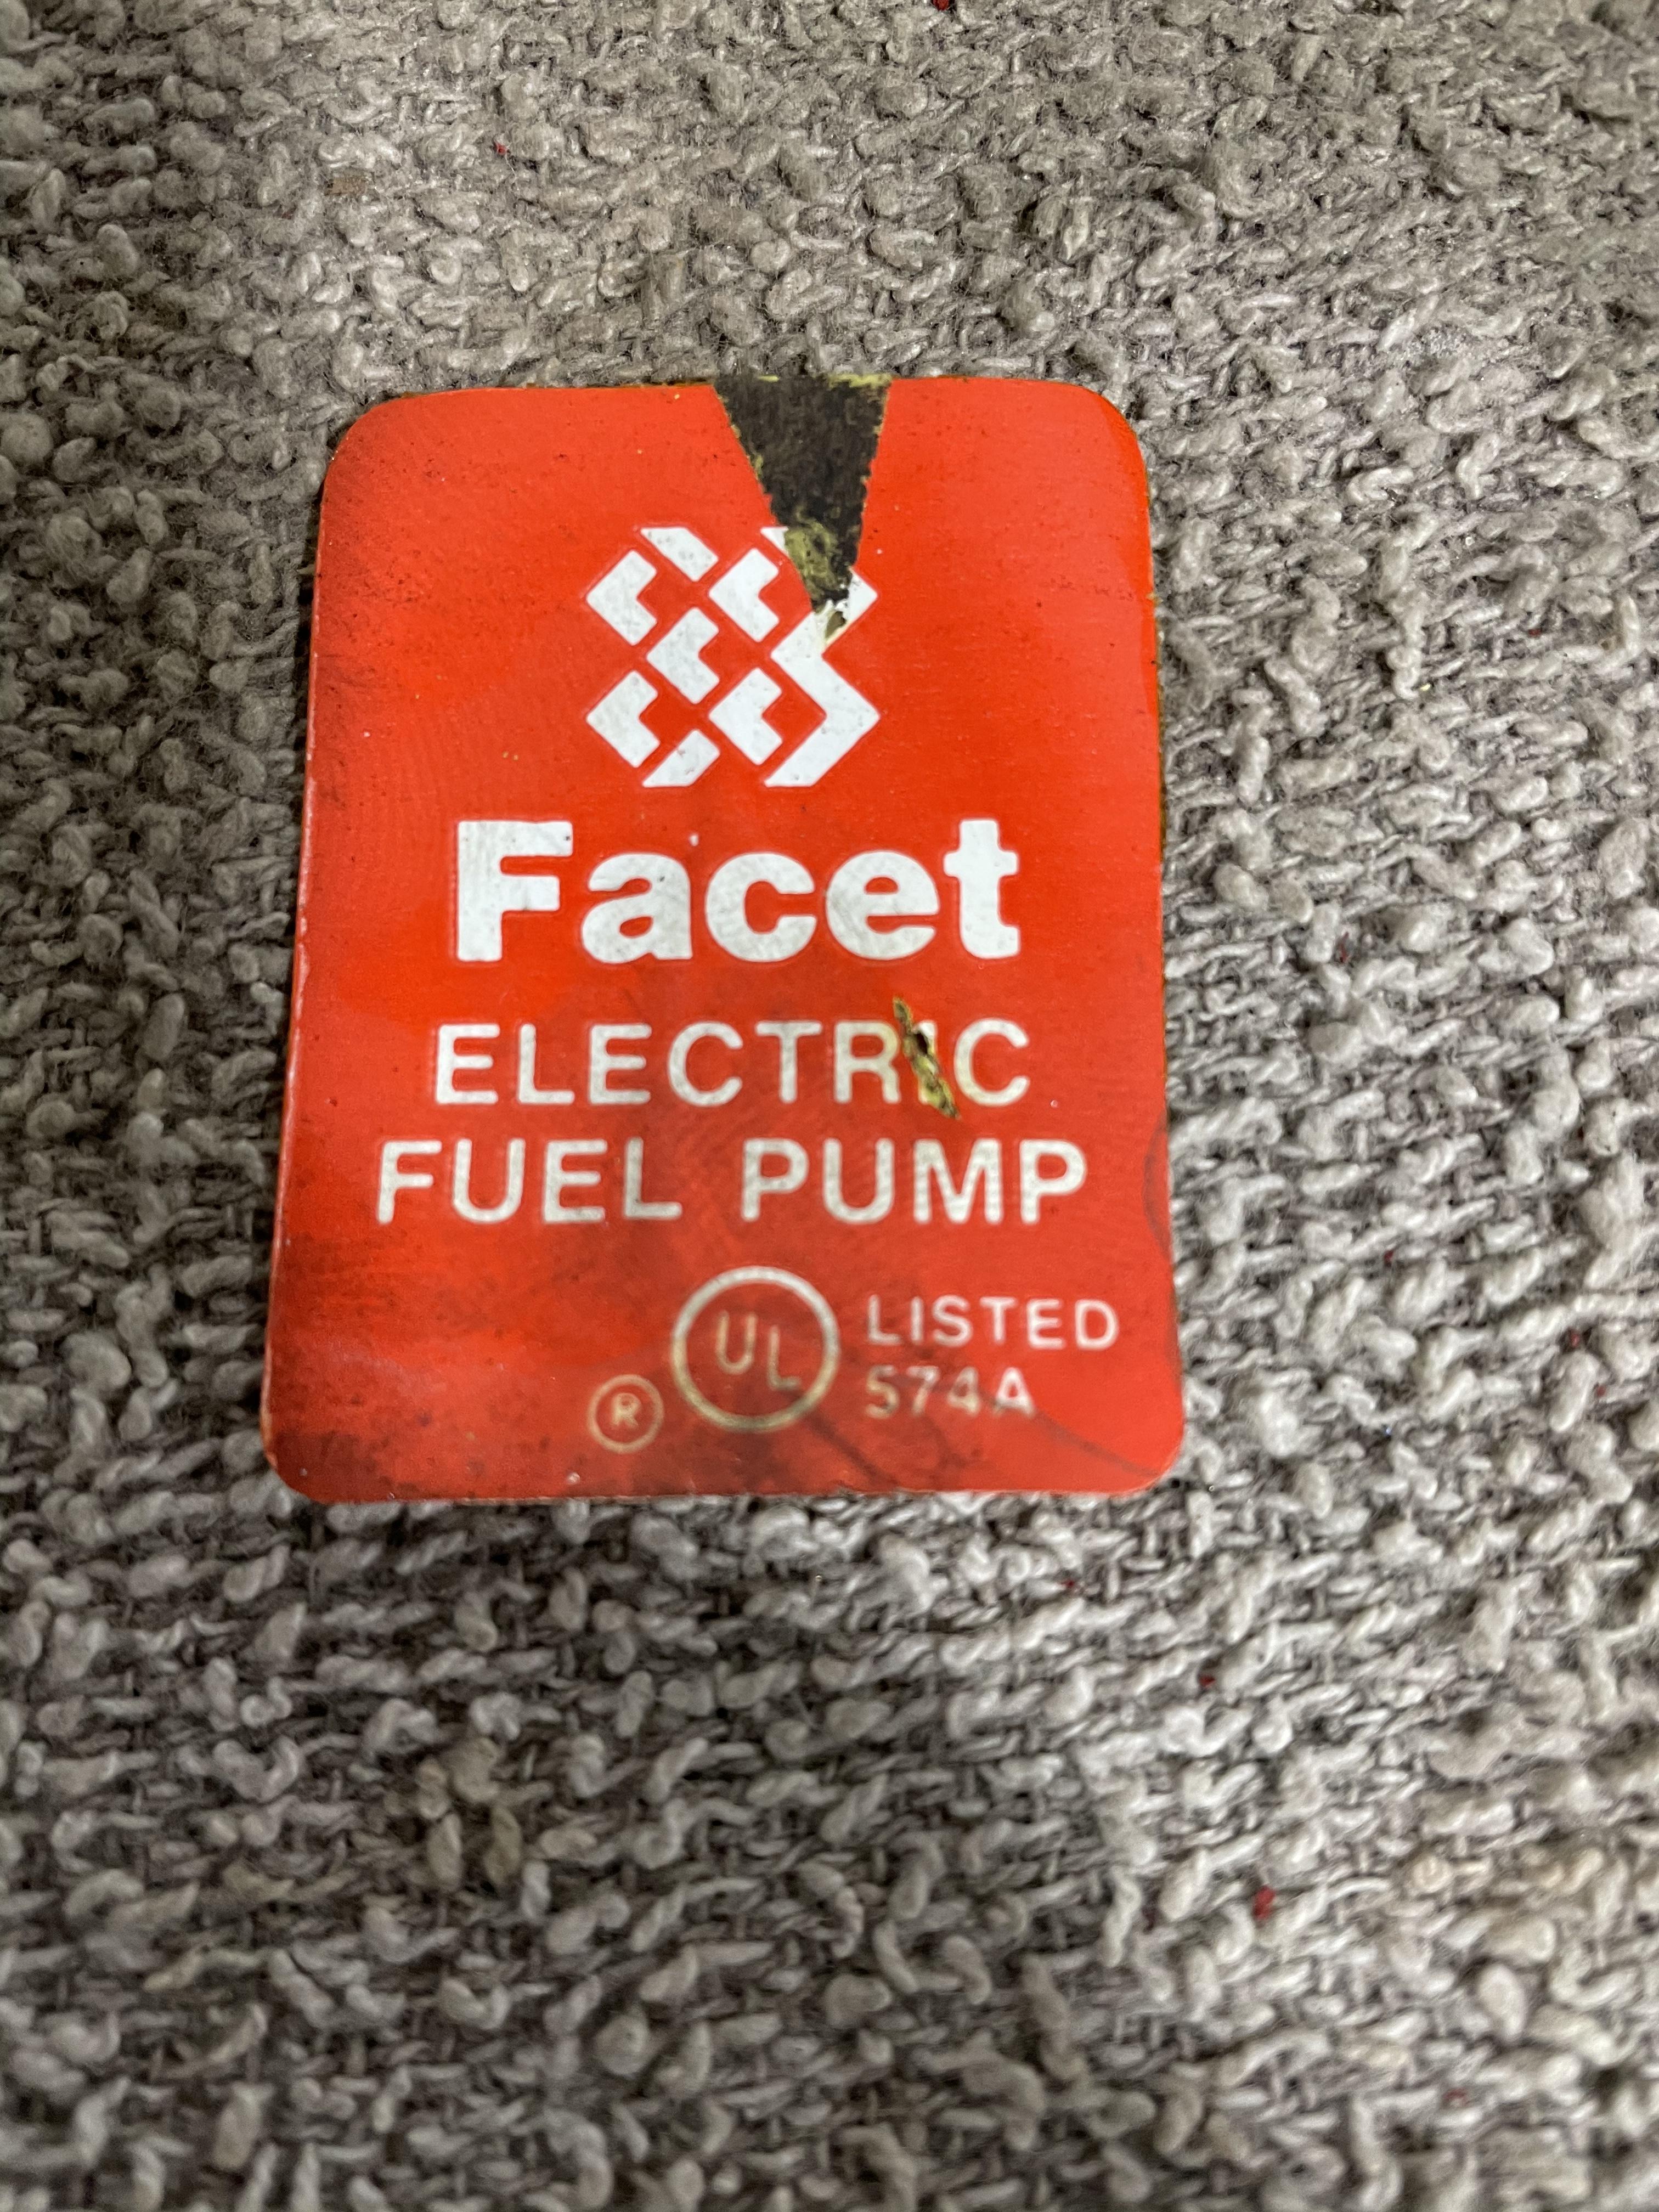 Facet
ELECTRIC
FUEL PUMP
UL LISTED
® 574A